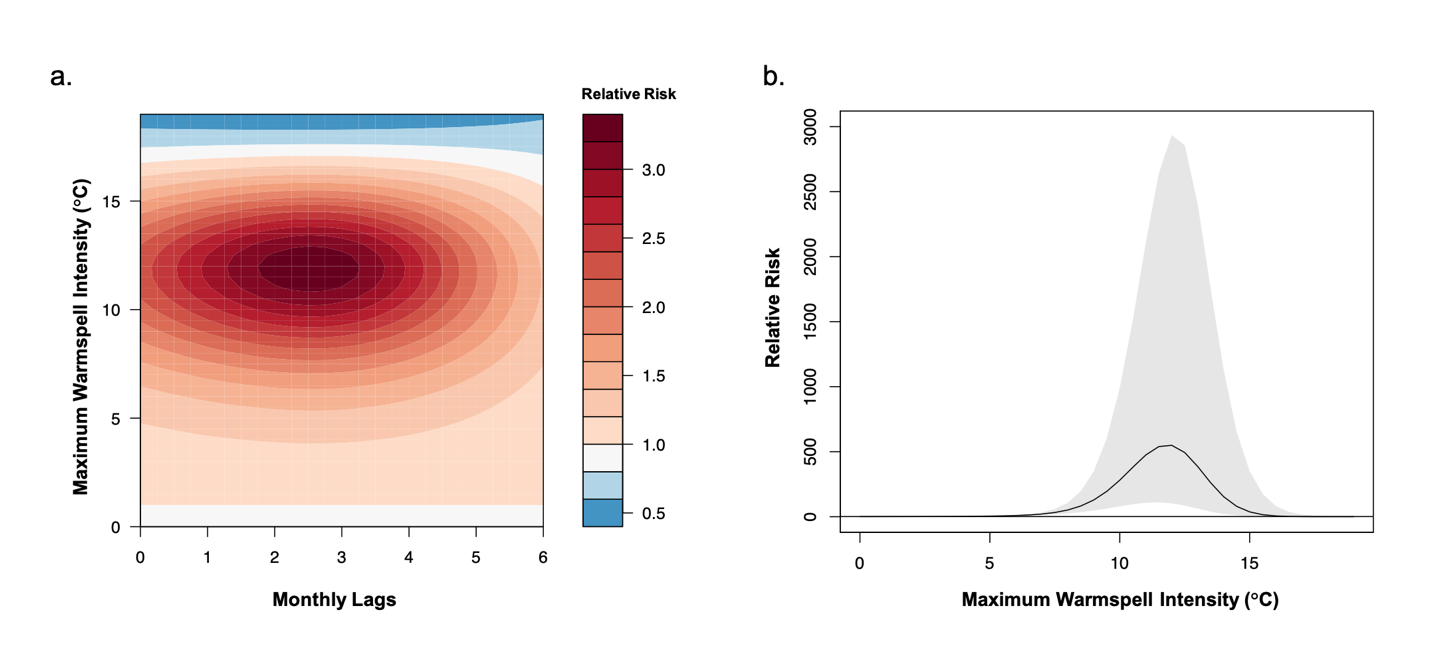 a.
Relative Risk
3.0
2.5
2.0
1.5
1.0
0.5
Maximum Warmspell Intensity (°C)
15
10
5
0
0 1 2 3 4 5 6
Monthly Lags
b.
Relative Risk
3000
2500
2000
1500
1000
500
0
0 5 10 15
Maximum Warmspell Intensity (°C)